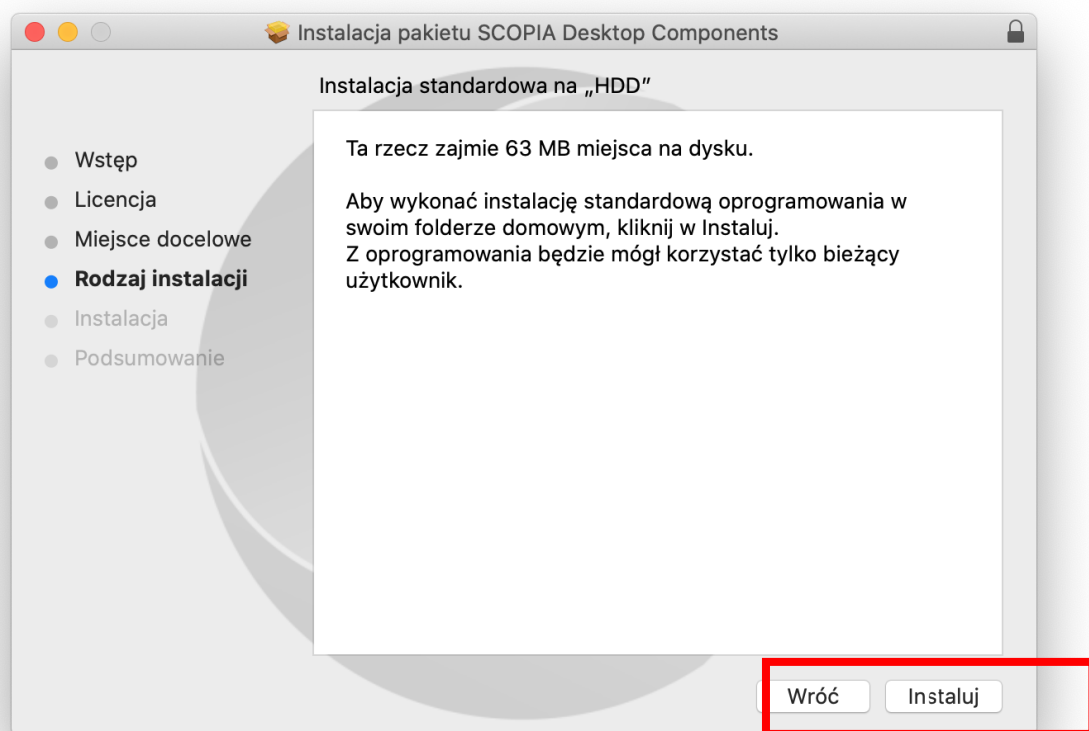 Instalacja pakietu SCOPIA Desktop Components
Instalacja standardowa na „HDD”
Wstęp
Licencja
Miejsce docelowe
Rodzaj instalacji
Instalacja
Podsumowanie
Ta rzecz zajmie 63 MB miejsca na dysku.
Aby wykonać instalację standardową oprogramowania w
swoim folderze domowym, kliknij w Instaluj.
Z oprogramowania będzie mógł korzystać tylko bieżący
użytkownik.
Wróć
Instaluj